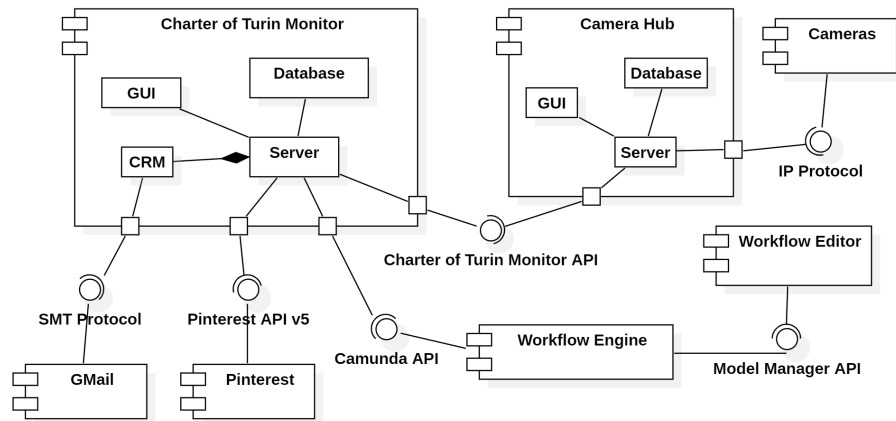 Charter of Turin Monitor
Camera Hub
Cameras
GUI
Database
GUI
Database
CRM
Server
Server
IP Protocol
Charter of Turin Monitor API
Workflow Editor
SMT Protocol
Pinterest API v5
Camunda API
Workflow Engine
Model Manager API
GMail
Pinterest